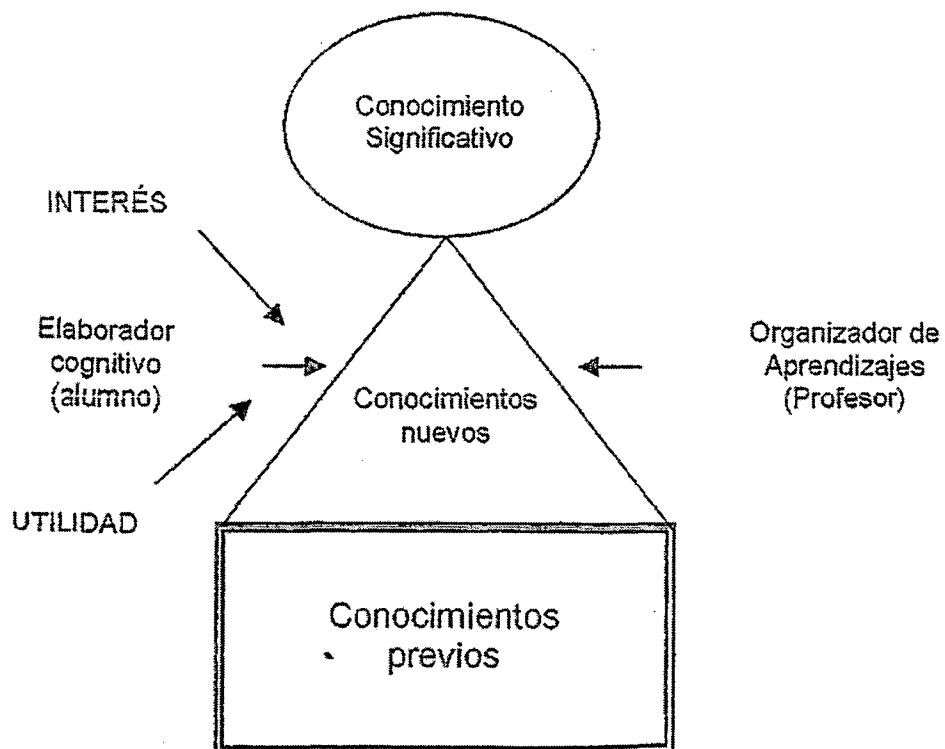 Conocimiento
Significativo
INTERÉS
Elaborador
cognitivo
(alumno)
Organizador de
Aprendizajes
(Profesor)
Conocimientos
nuevos
UTILIDAD
Conocimientos
previos